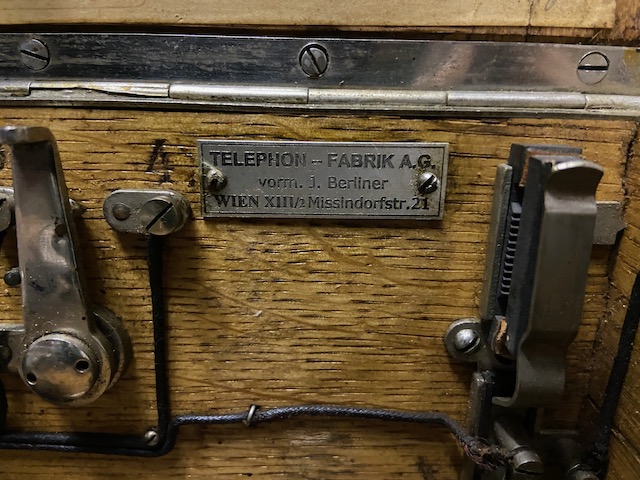 TELEPHON – FABRIK A.G.
vorm. J. Berliner
WIEN XIII/2 Missindorfstr.21